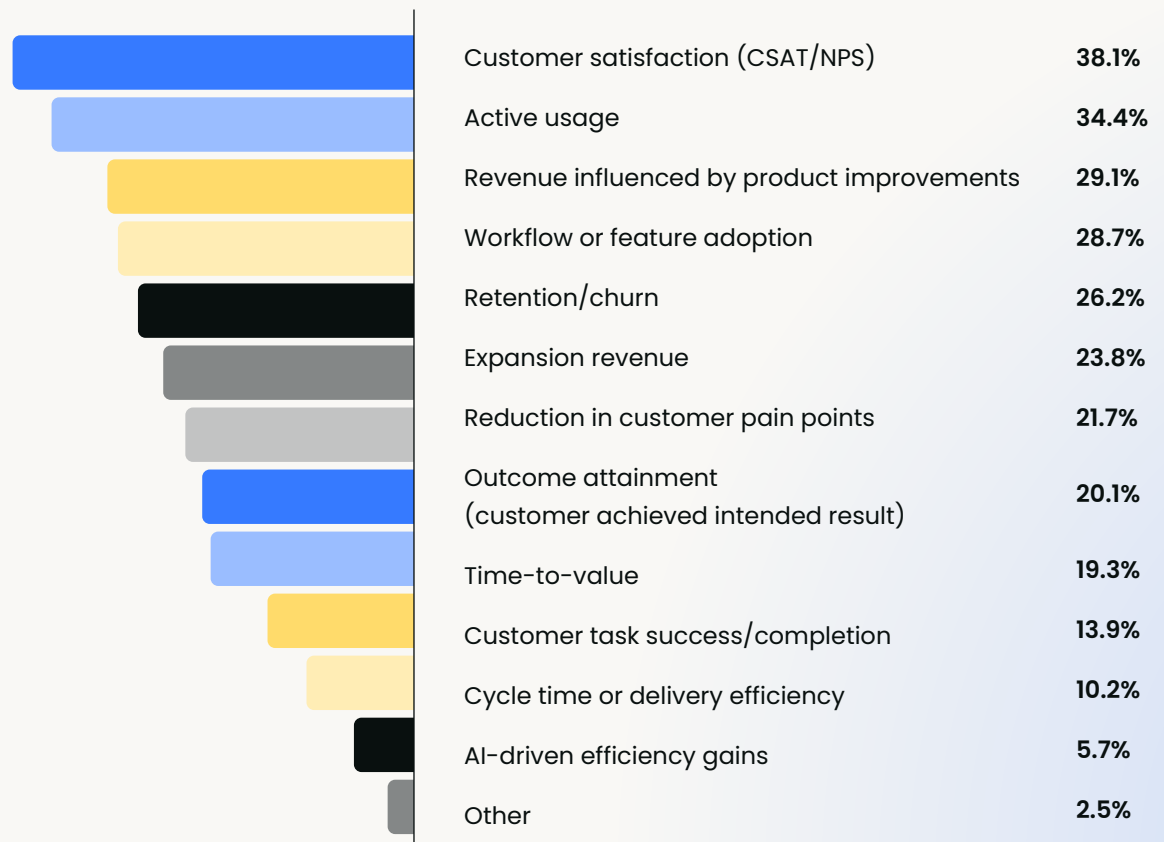 Customer satisfaction (CSAT/NPS) 38.1%
Active usage 34.4%
Revenue influenced by product improvements 29.1%
Workflow or feature adoption 28.7%
Retention/churn 26.2%
Expansion revenue 23.8%
Reduction in customer pain points 21.7%
Outcome attainment
(customer achieved intended result) 20.1%
Time-to-value 19.3%
Customer task success/completion 13.9%
Cycle time or delivery efficiency 10.2%
AI-driven efficiency gains 5.7%
Other 2.5%